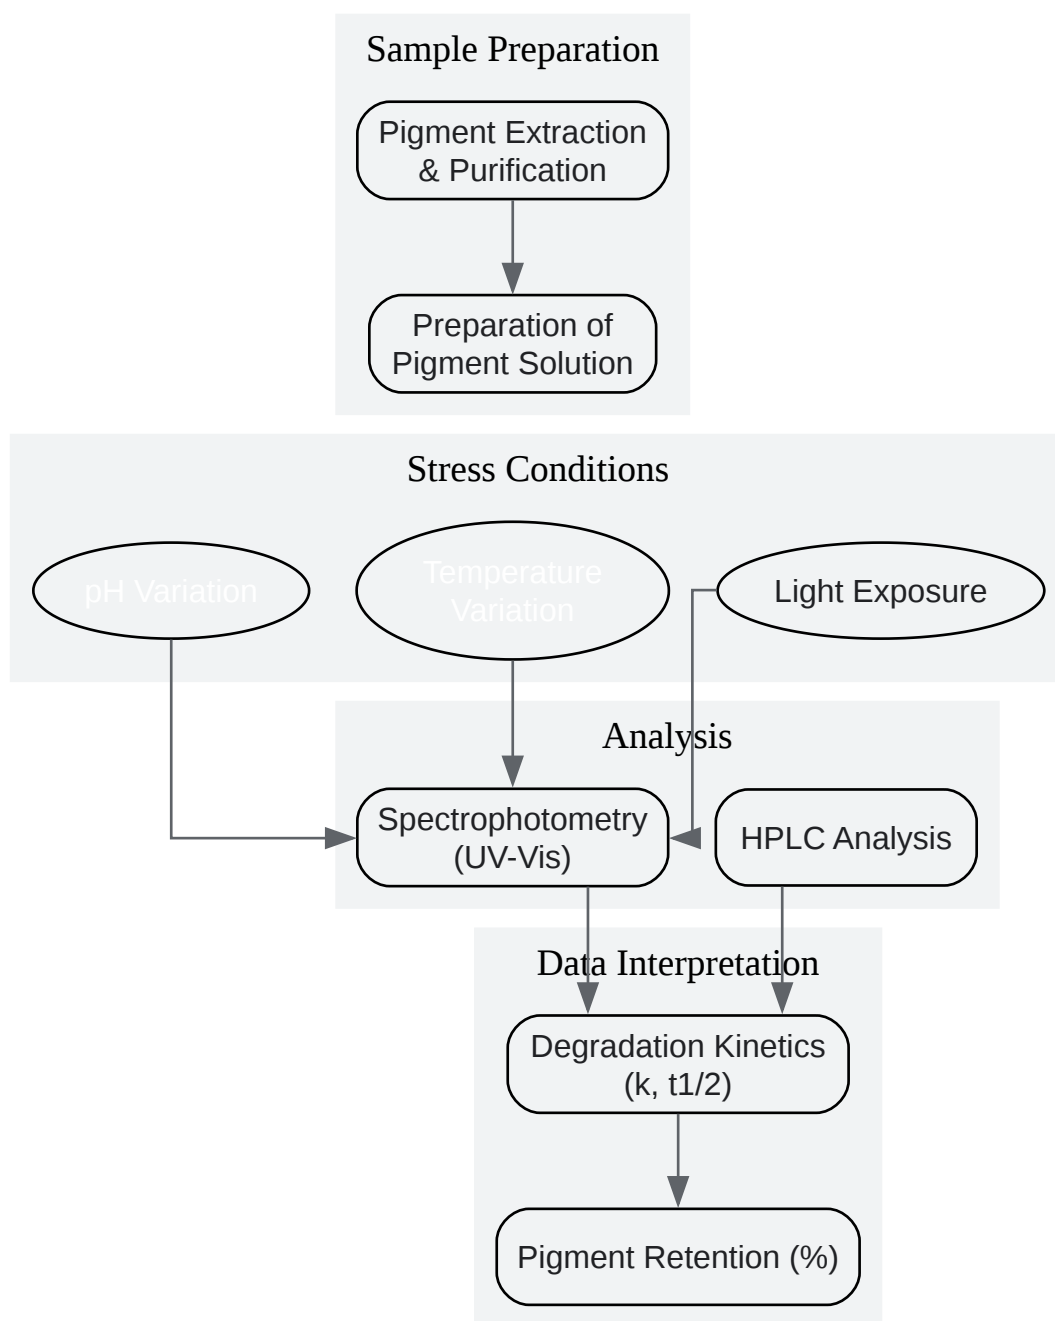 Sample Preparation
Pigment Extraction
& Purification
Preparation of
Pigment Solution
Stress Conditions
pH Variation
Temperature
Variation
Light Exposure
Analysis
Spectrophotometry
(UV-Vis)
HPLC Analysis
Data Interpretation
Degradation Kinetics
(k, t1/2)
Pigment Retention (%)